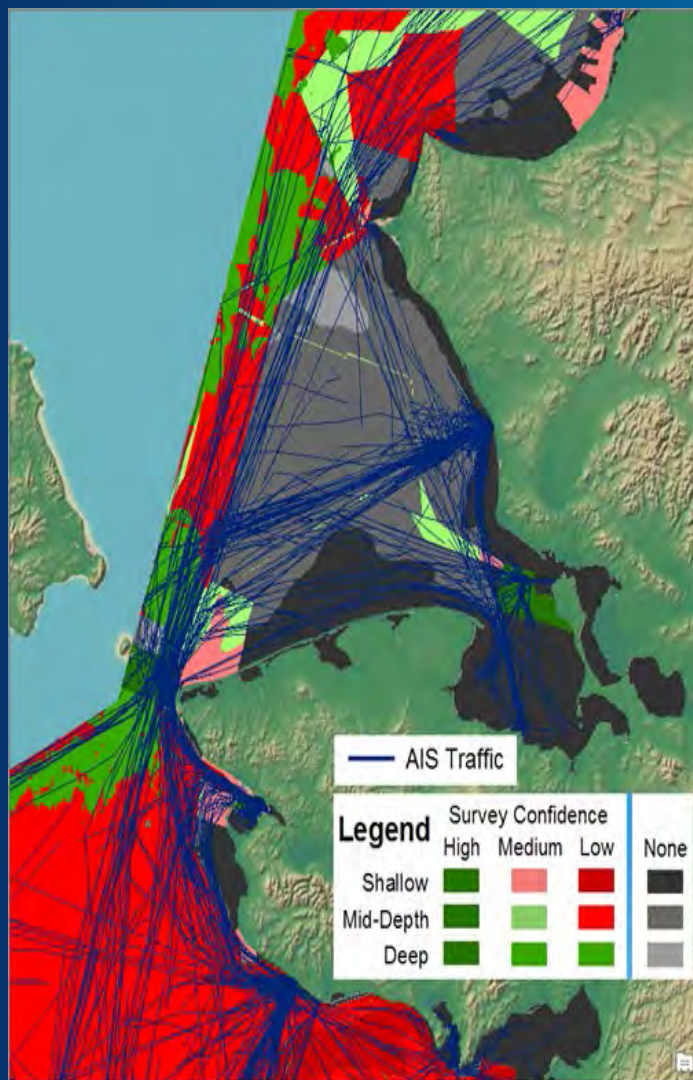 AIS Traffic
Legend
Survey Confidence
High Medium Low None
Shallow
Mid-Depth
Deep